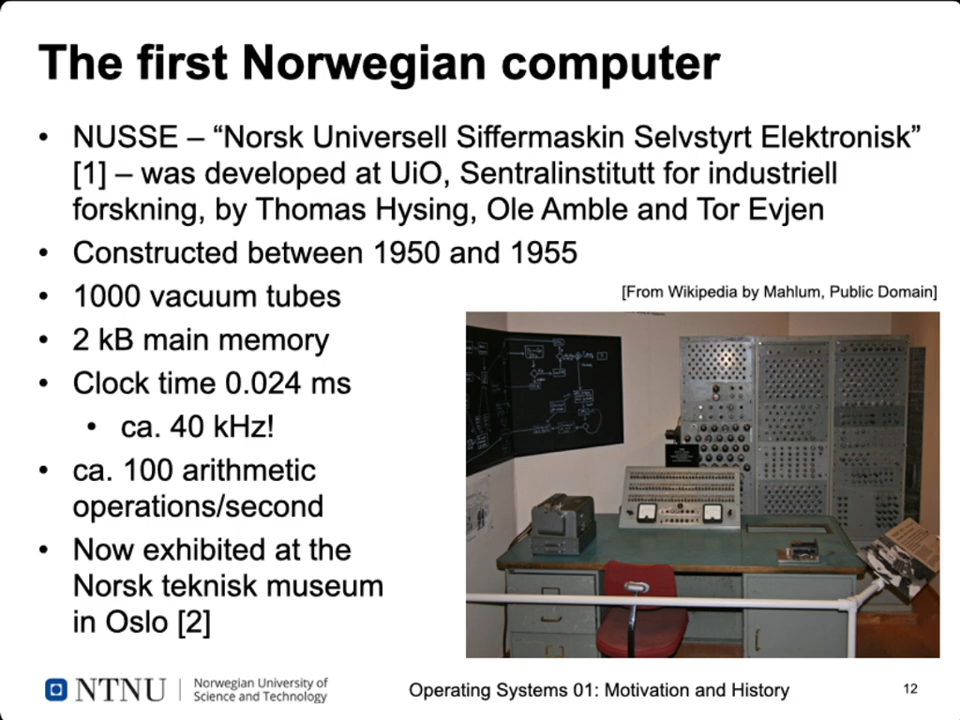 The first Norwegian computer
• NUSSE – “Norsk Universell Siffermaskin Selvstyrt Elektronisk”
[1] – was developed at UiO, Sentralinstitutt for industriell
forskning, by Thomas Hysing, Ole Amble and Tor Evjen
• Constructed between 1950 and 1955
• 1000 vacuum tubes
[From Wikipedia by Mahlum, Public Domain]
• 2 kB main memory
• Clock time 0.024 ms
• ca. 40 kHz!
• ca. 100 arithmetic
operations/second
• Now exhibited at the
Norsk teknisk museum
in Oslo [2]
NTNU
Norwegian University of
Science and Technology
Operating Systems 01: Motivation and History
12